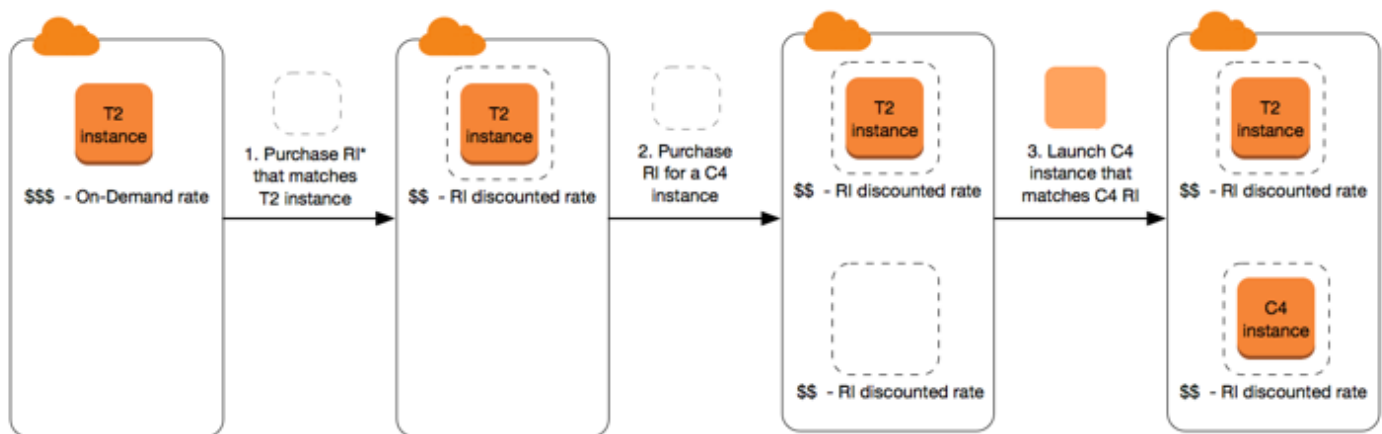 T2
instance
$$$ - On-Demand rate
1. Purchase RI*
that matches
T2 instance
T2
instance
$$ - RI discounted rate
2. Purchase
RI for a C4
instance
T2
instance
$$ - RI discounted rate
$$ - RI discounted rate
3. Launch C4
instance that
matches C4 RI
T2
instance
$$ - RI discounted rate
C4
instance
$$ - RI discounted rate